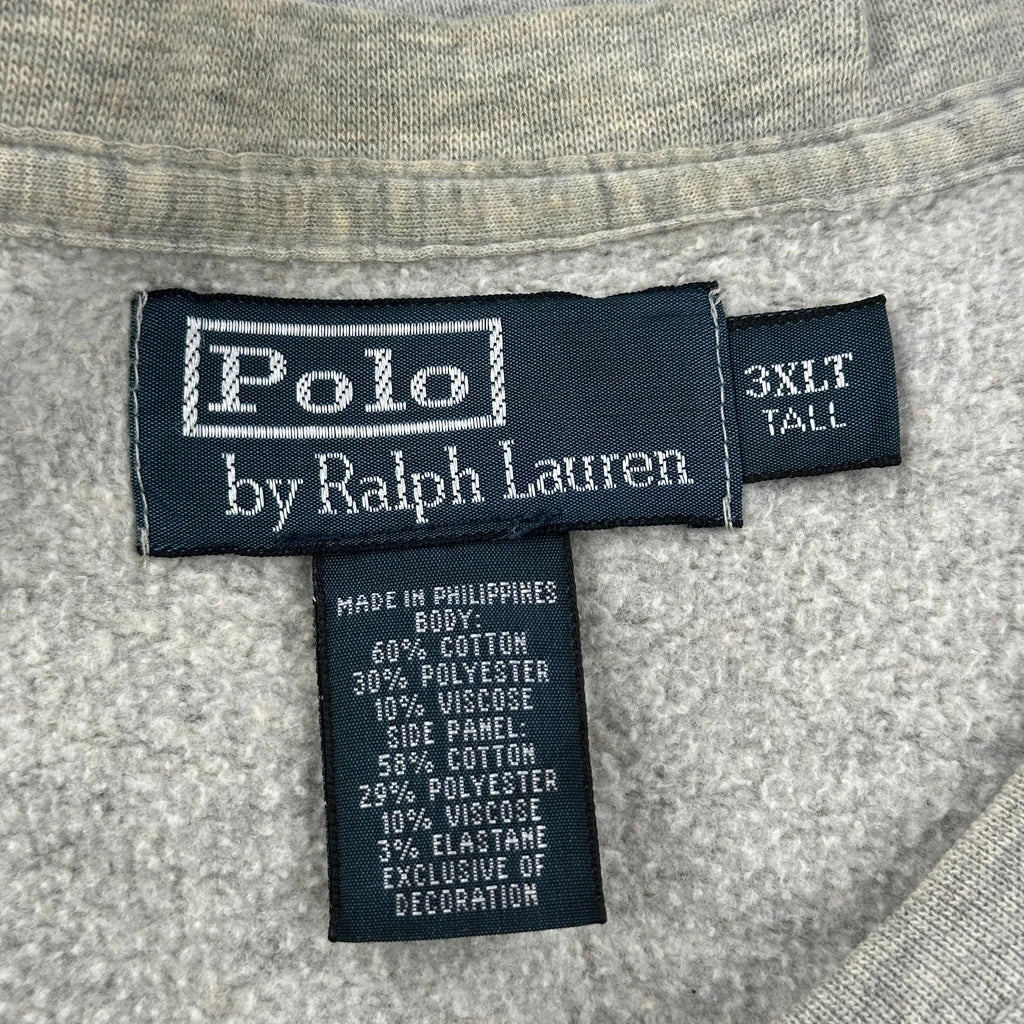 Polo
by Ralph Lauren
3XLT
TALL
MADE IN PHILIPPINES
BODY:
60% COTTON
30% POLYESTER
10% VISCOSE
SIDE PANEL:
58% COTTON
29% POLYESTER
10% VISCOSE
3% ELASTANE
EXCLUSIVE OF
DECORATION